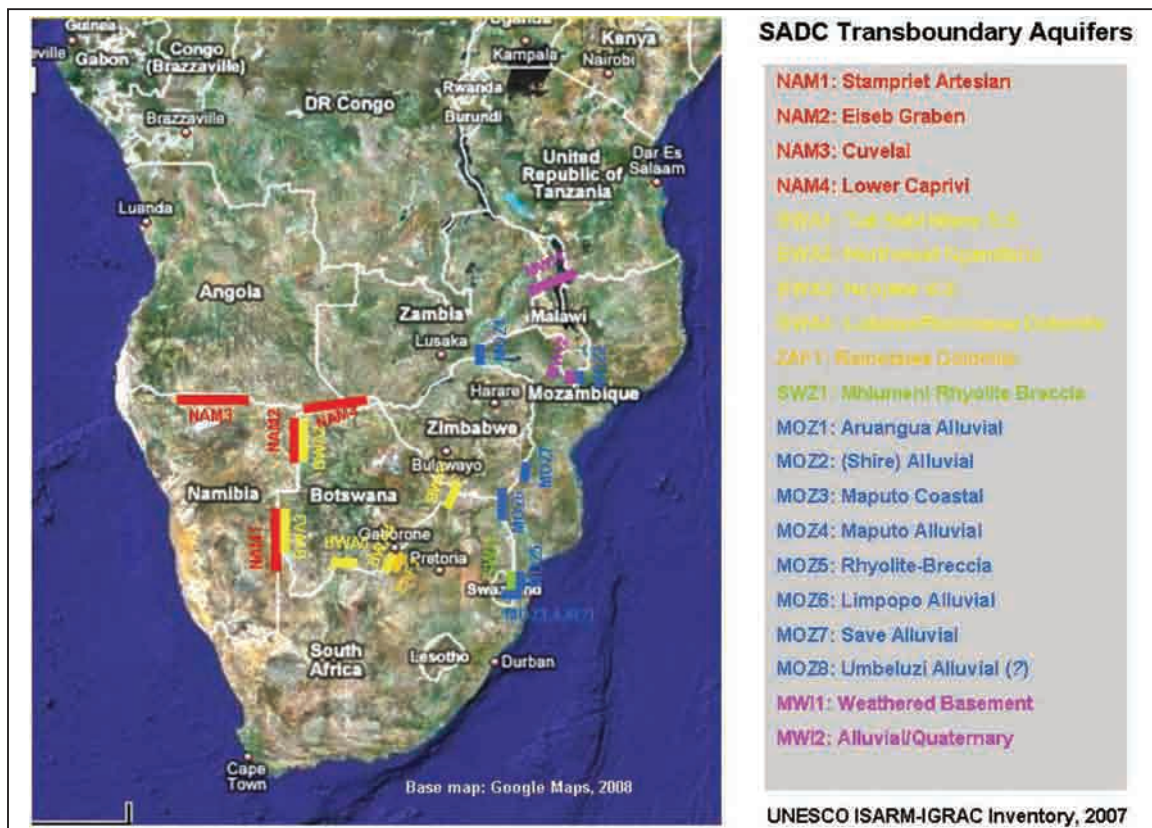 SADC Transboundary Aquifers
NAM1: Stampriet Artesian
NAM2: Eiseb Graben
NAM3: Cuvelai
NAM4: Lower Caprivi
Dolomite
ZAF1: Dolomite
SWZ1: Mhlumeni Rhyolite Breccia
MOZ1: Aruangua Alluvial
MOZ2: (Shire) Alluvial
MOZ3: Maputo Coastal
MOZ4: Maputo Alluvial
MOZ5: Rhyolite-Breccia
MOZ6: Limpopo Alluvial
MOZ7: Save Alluvial
MOZ8: Umbeluzi Alluvial (?)
MWI1: Weathered Basement
MWI2: Alluvial/Quaternary
UNESCO ISARM-IGRAC Inventory, 2007
Guinea
Gabon
Congo
(Brazzaville)
Brazzaville
DR Congo
Uganda
Kampala
Kenya
Nairobi
Rwanda
Burundi
United
Republic of
Tanzania
Dar Es
Salaam
Luanda
Angola
Zambia
Lusaka
Malawi
Mozambique
Harare
Zimbabwe
Bulawayo
NAM3
NAM4
NAM2
Namibia
Botswana
NAM1
Gaborone
Pretoria
MOZ7
MOZ6
MOZ5
South
Africa
Lesotho
Durban
Cape
Town
Base map: Google Maps, 2008